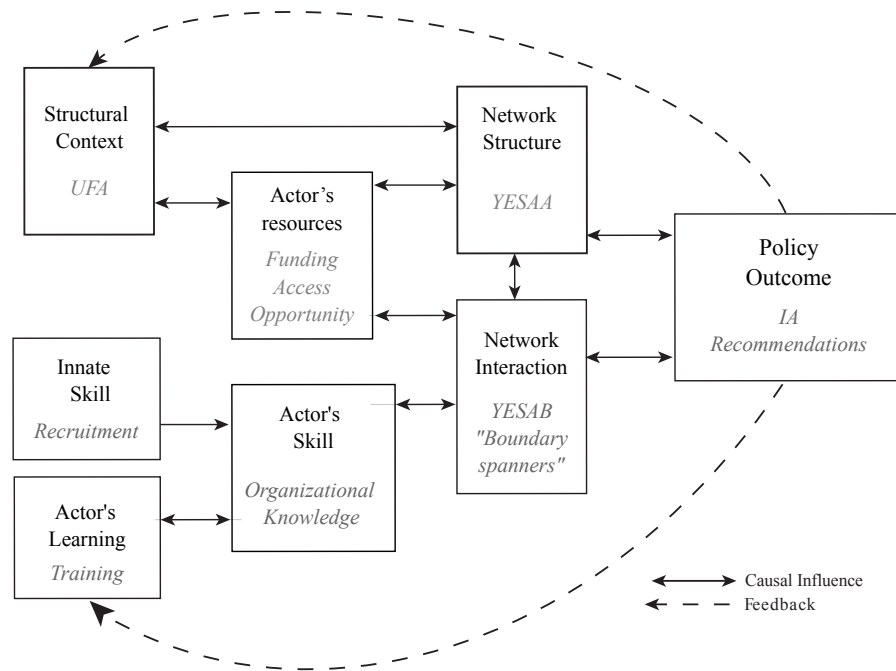 Structural
Context
UFA
Actor’s
resources
Funding
Access
Opportunity
Network
Structure
YESAA
Policy
Outcome
IA
Recommendations
Innate
Skill
Recruitment
Actor's
Skill
Organizational
Knowledge
Network
Interaction
YESAB
"Boundary
spanners"
Actor's
Learning
Training
Causal Influence
Feedback